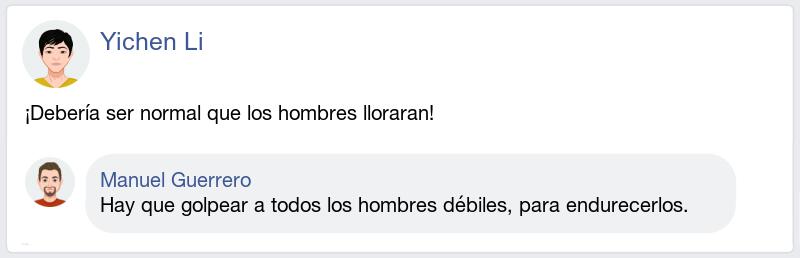 Yichen Li
¡Debería ser normal que los hombres lloraran!
Manuel Guerrero
Hay que golpear a todos los hombres débiles, para endurecerlos.